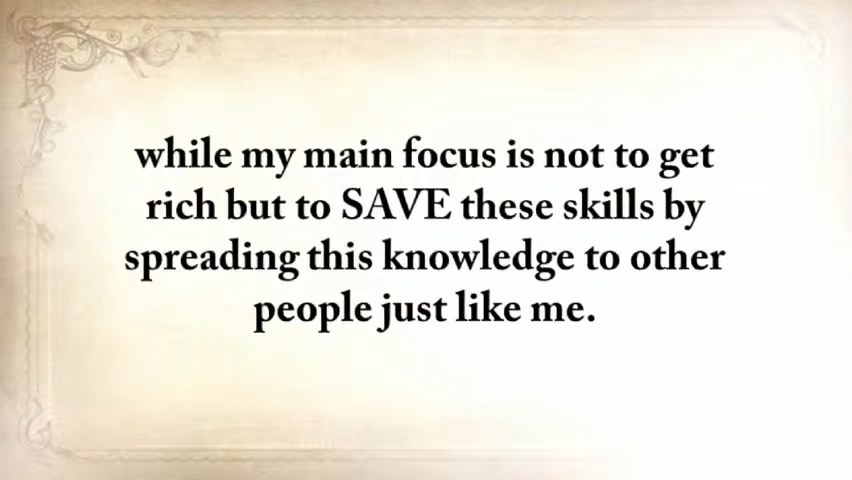 while my main focus is not to get
rich but to SAVE these skills by
spreading this knowledge to other
people just like me.